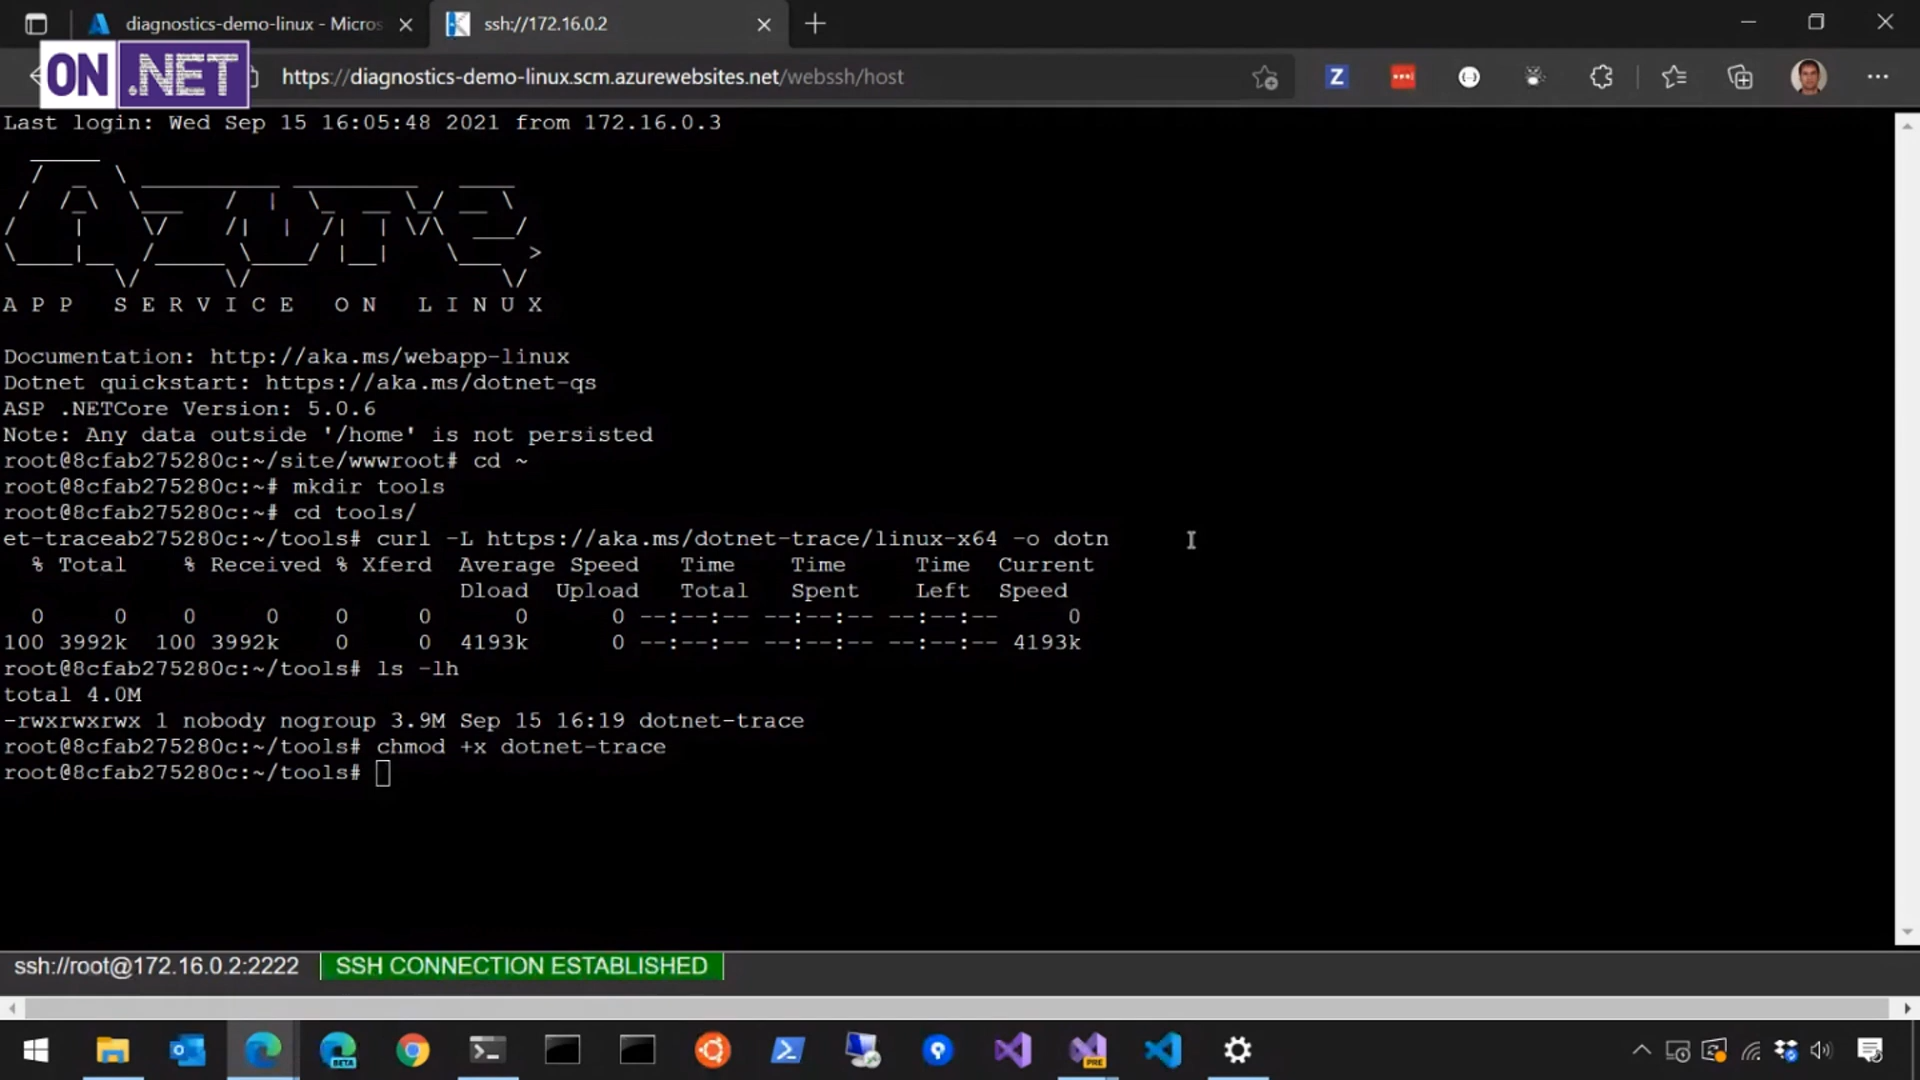 diagnostics-demo-linux - Micros
ssh://172.16.0.2
ON .NET
https://diagnostics-demo-linux.scm.azurewebsites.net/webssh/host
Last login: Wed Sep 15 16:05:48 2021 from 172.16.0.3
A P P   S E R V I C E   O N   L I N U X
Documentation: http://aka.ms/webapp-linux
Dotnet quickstart: https://aka.ms/dotnet-qs
ASP .NETCore Version: 5.0.6
Note: Any data outside '/home' is not persisted
root@8cfab275280c:~/site/wwwroot# cd ~
root@8cfab275280c:~# mkdir tools
root@8cfab275280c:~# cd tools/
et-traceab275280c:~/tools# curl -L https://aka.ms/dotnet-trace/linux-x64 -o dotn
% Total    % Received % Xferd  Average Speed   Time    Time     Time  Current
Dload  Upload   Total   Spent    Left  Speed
0     0    0     0    0     0      0      0 --:--:-- --:--:-- --:--:--     0
100 3992k  100 3992k    0     0  4193k      0 --:--:-- --:--:-- --:--:-- 4193k
root@8cfab275280c:~/tools# ls -lh
total 4.0M
-rwxrwxrwx 1 nobody nogroup 3.9M Sep 15 16:19 dotnet-trace
root@8cfab275280c:~/tools# chmod +x dotnet-trace
root@8cfab275280c:~/tools#
ssh://root@172.16.0.2:2222
SSH CONNECTION ESTABLISHED
BETA
PRE